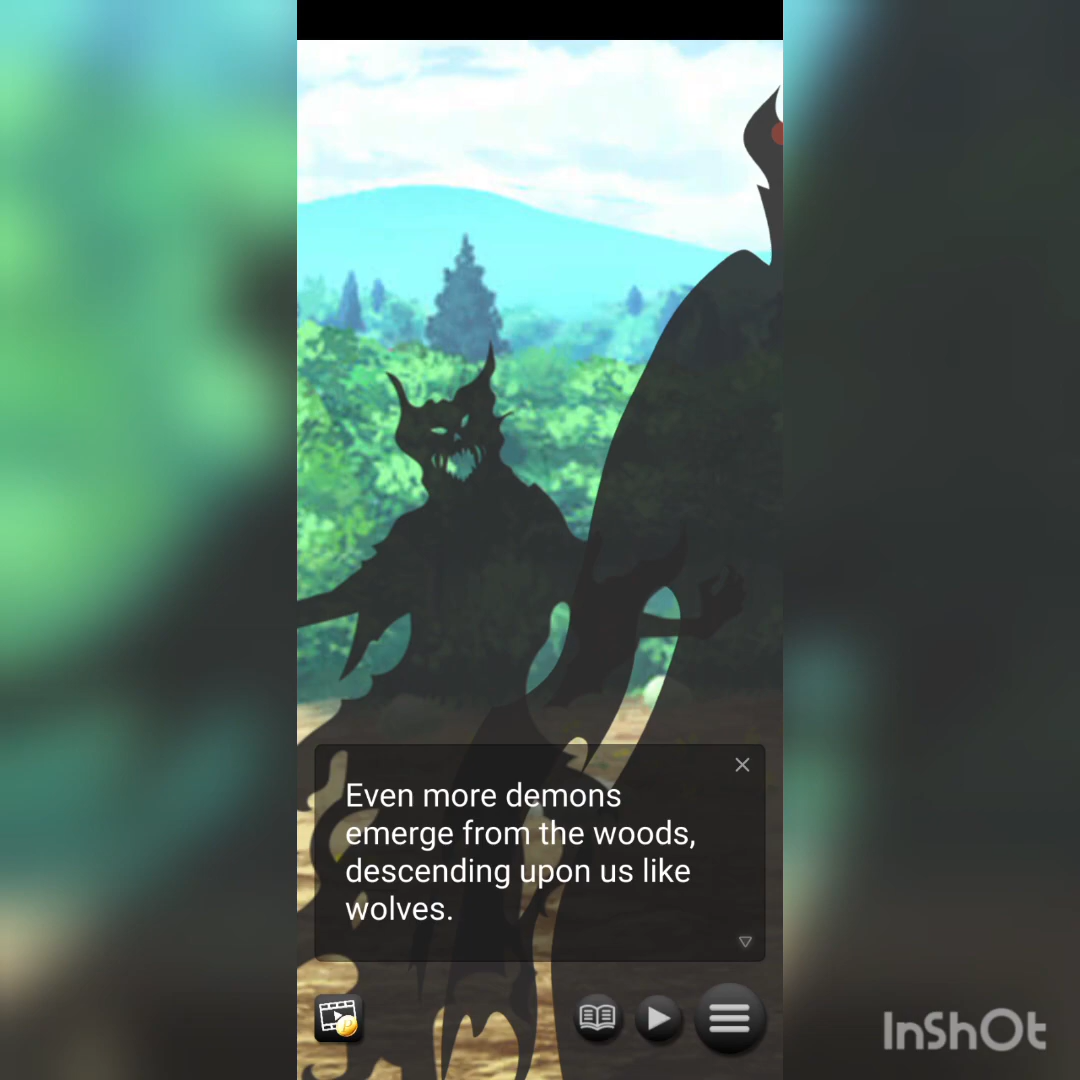 Even more demons
emerge from the woods,
descending upon us like
wolves.
InShOt